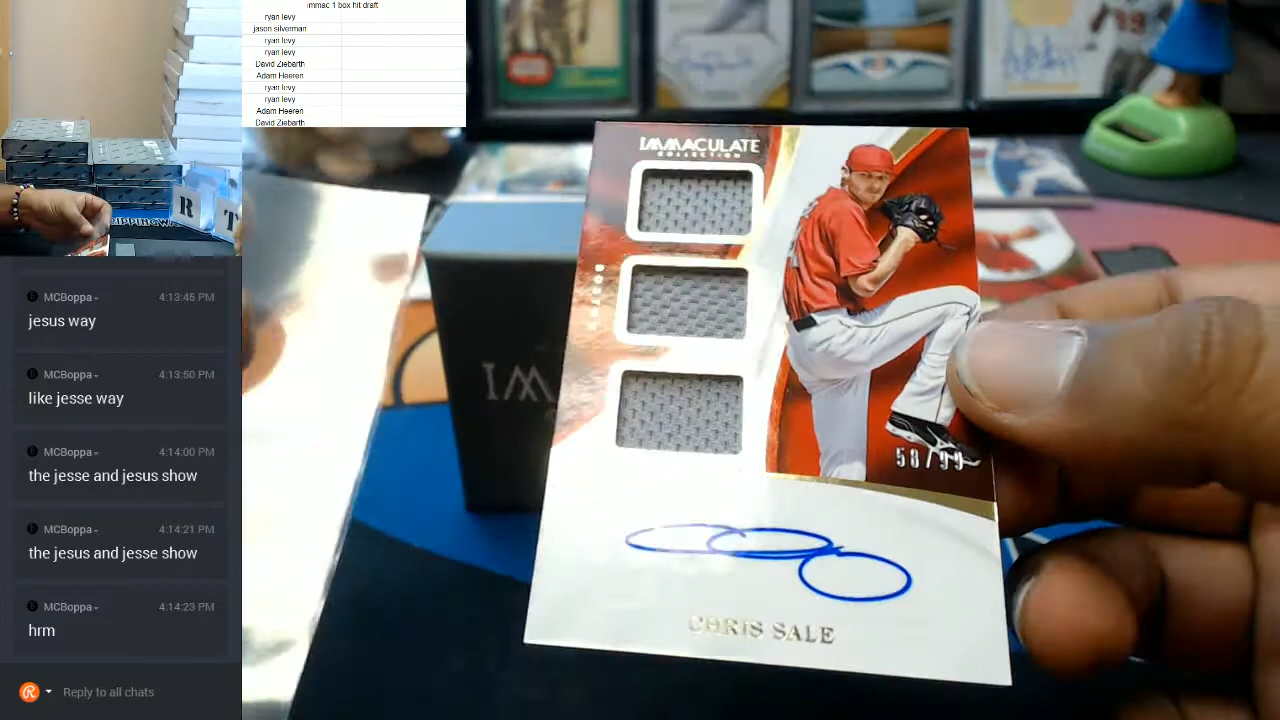 immac 1 box hit draft
ryan levy
jason silverman
ryan levy
ryan levy
David Ziebarth
Adam Heeren
ryan levy
ryan levy
Adam Heeren
David Ziebarth
R T
MCBoppa 4:13:45 PM
jesus way
MCBoppa 4:13:50 PM
like jesse way
MCBoppa 4:14:00 PM
the jesse and jesus show
MCBoppa 4:14:21 PM
the jesus and jesse show
MCBoppa 4:14:23 PM
hrm
Reply to all chats
IMMACULATE
COLLECTION
58/99
CHRIS SALE